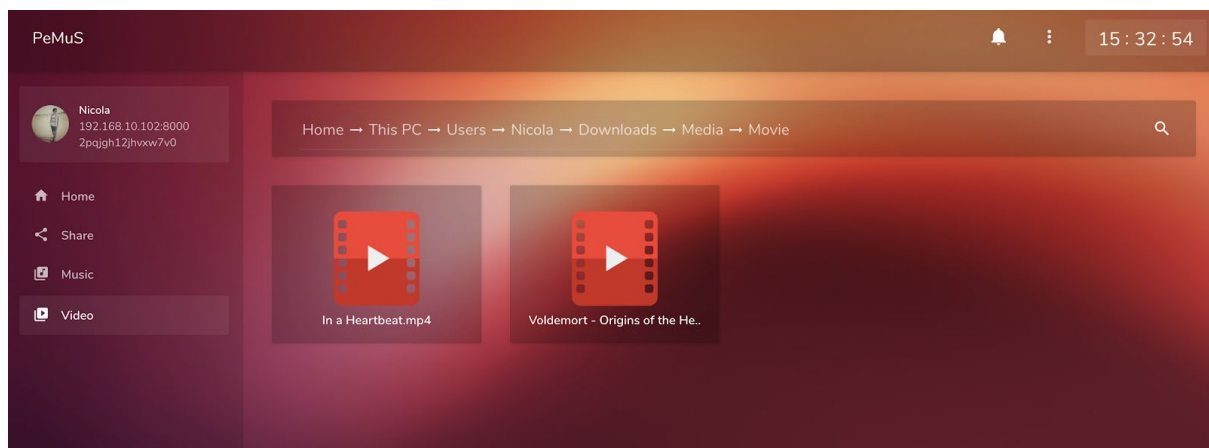 PeMuS
15 : 32 : 54
Nicola
192.168.10.102:8000
2pqjgh12jhvxw7v0
Home → This PC → Users → Nicola → Downloads → Media → Movie
Home
Share
Music
Video
In a Heartbeat.mp4
Voldemort - Origins of the He..